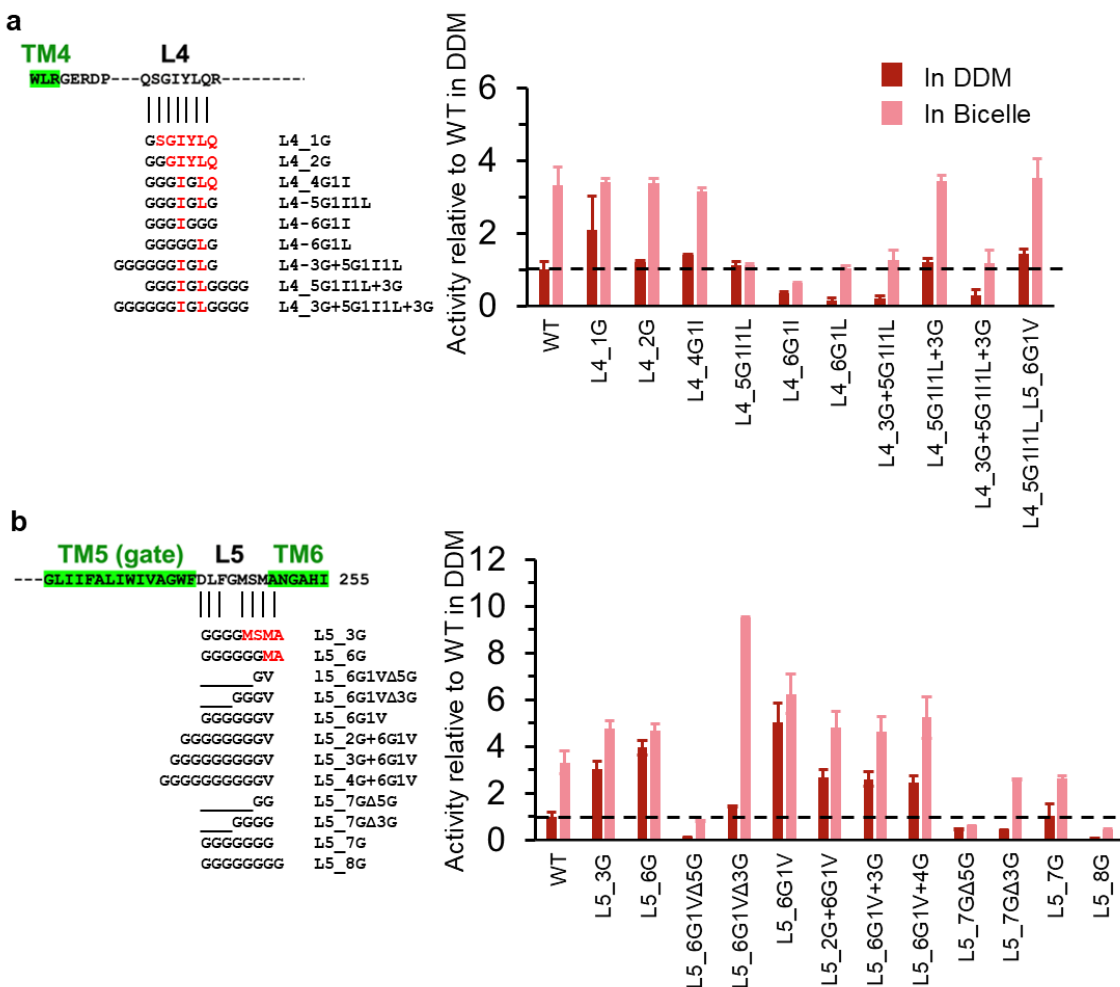 a
TM4 L4
WLRGERDP---QSGIYLQR---------
GSGIYLQ L4_1G
GGGIYLQ L4_2G
GGGIGLQ L4_4G1I
GGGIGLG L4-5G1I1L
GGGIGGG L4-6G1I
GGGGGLG L4-6G1L
GGGGGGIGLG L4-3G+5G1I1L
GGGIGLGGGG L4_5G1I1L+3G
GGGGGGIGLGGGG L4_3G+5G1I1L+3G
Activity relative to WT in DDM
6
4
2
0
In DDM
In Bicelle
WT
L4_1G
L4_2G
L4_4G1I
L4_5G1I1L
L4_6G1I
L4_6G1L
L4_3G+5G1I1L
L4_5G1I1L+3G
L4_3G+5G1I1L+3G
L4_5G1I1L_L5_6G1V
b
TM5 (gate) L5 TM6
---GLIIFALIWIVAGWFDLFGMSMANGAHI 255
GGGGMSMA L5_3G
GGGGGGMA L5_6G
_____GV l5_6G1VΔ5G
___GGGV L5_6G1VΔ3G
GGGGGGV L5_6G1V
GGGGGGGGV L5_2G+6G1V
GGGGGGGGGV L5_3G+6G1V
GGGGGGGGGGV L5_4G+6G1V
_____GG L5_7GΔ5G
___GGGG L5_7GΔ3G
GGGGGGG L5_7G
GGGGGGGG L5_8G
Activity relative to WT in DDM
12
10
8
6
4
2
0
WT
L5_3G
L5_6G
L5_6G1VΔ5G
L5_6G1VΔ3G
L5_6G1V
L5_2G+6G1V
L5_6G1V+3G
L5_6G1V+4G
L5_7GΔ5G
L5_7GΔ3G
L5_7G
L5_8G